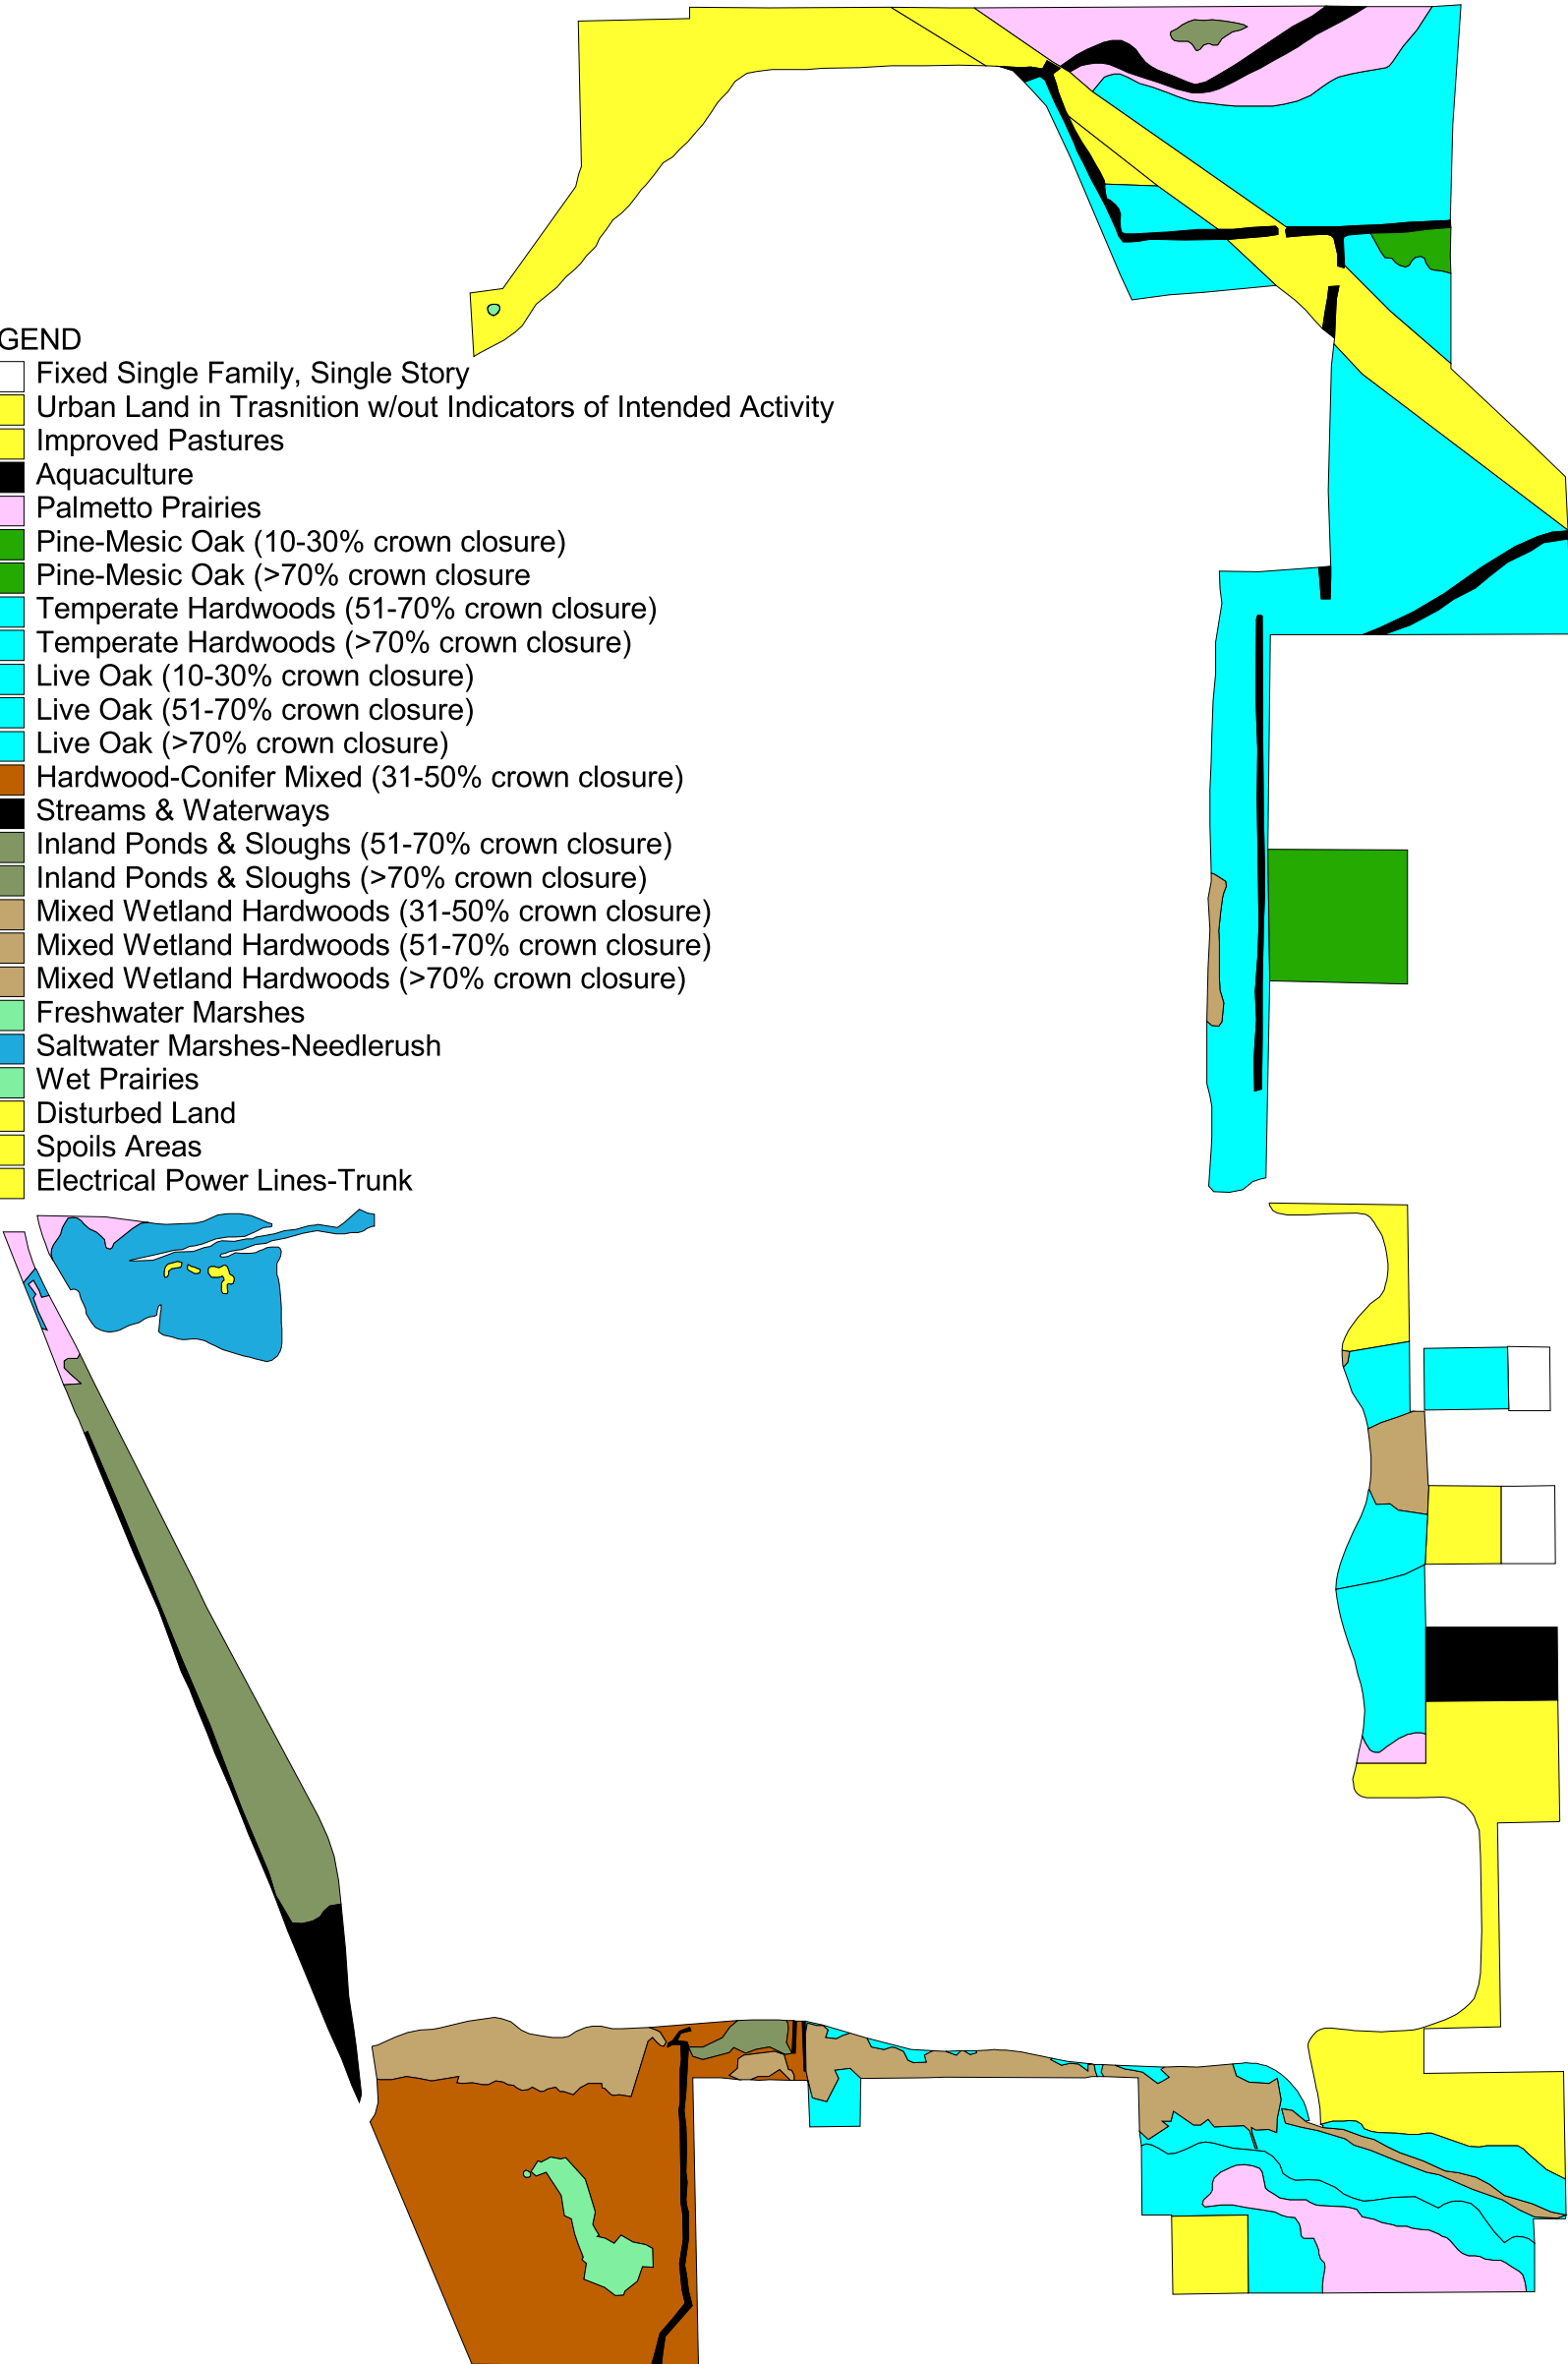 GEND
Fixed Single Family, Single Story
Urban Land in Trasnition w/out Indicators of Intended Activity
Improved Pastures
Aquaculture
Palmetto Prairies
Pine-Mesic Oak (10-30% crown closure)
Pine-Mesic Oak (>70% crown closure
Temperate Hardwoods (51-70% crown closure)
Temperate Hardwoods (>70% crown closure)
Live Oak (10-30% crown closure)
Live Oak (51-70% crown closure)
Live Oak (>70% crown closure)
Hardwood-Conifer Mixed (31-50% crown closure)
Streams & Waterways
Inland Ponds & Sloughs (51-70% crown closure)
Inland Ponds & Sloughs (>70% crown closure)
Mixed Wetland Hardwoods (31-50% crown closure)
Mixed Wetland Hardwoods (51-70% crown closure)
Mixed Wetland Hardwoods (>70% crown closure)
Freshwater Marshes
Saltwater Marshes-Needlerush
Wet Prairies
Disturbed Land
Spoils Areas
Electrical Power Lines-Trunk